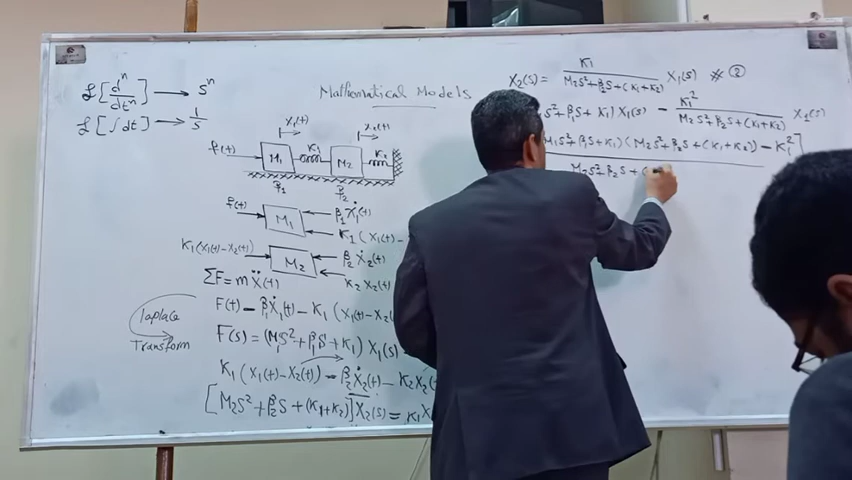 ℒ[dⁿ/dtⁿ] → Sⁿ
ℒ[∫dt] → 1/S
Mathematical Models
x₁(t) x₂(t)
f(t) M₁ K₁ M₂ K₂
β₁ β₂
f(t) M₁ β₁ẋ₁(t)
K₁(x₁(t)-
K₁(x₁(t)-x₂(t)) M₂ β₂ẋ₂(t)
K₂x₂(t)
ΣF=mẍ(t)
F(t) - β₁ẋ₁(t) - K₁(x₁(t)-x₂
Laplace
Transform
F(s) = (M₁S²+β₁S+K₁) X₁(s)
K₁(x₁(t)-x₂(t)) - β₂ẋ₂(t) - K₂x₂(
[M₂S²+β₂S+(K₁+K₂)] X₂(s) = K₁X
X₂(s) = K₁/(M₂S²+β₂S+(K₁+K₂)) X₁(s) * ②
S²+β₁S+K₁) X₁(s) - K₁²/(M₂S²+β₂S+(K₁+K₂)) X₂(s)
M₁S²+β₁S+K₁)(M₂S²+β₂S+(K₁+K₂)) - K₁²]
M₂S²+β₂S+(